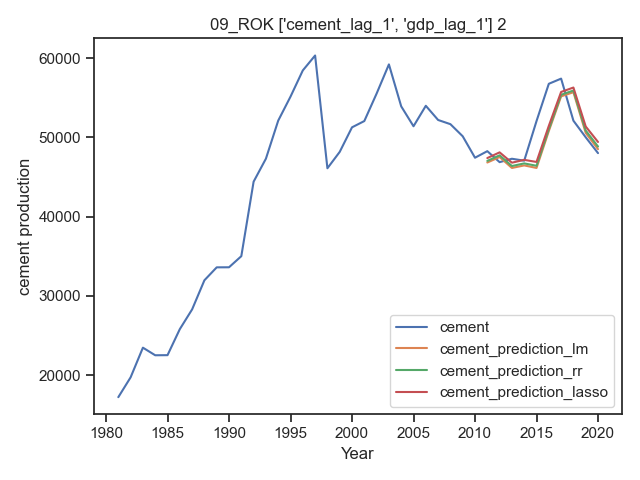 09_ROK ['cement_lag_1', 'gdp_lag_1'] 2
60000
50000
40000
30000
20000
cement production
1980 1985 1990 1995 2000 2005 2010 2015 2020
Year
cement
cement_prediction_lm
cement_prediction_rr
cement_prediction_lasso